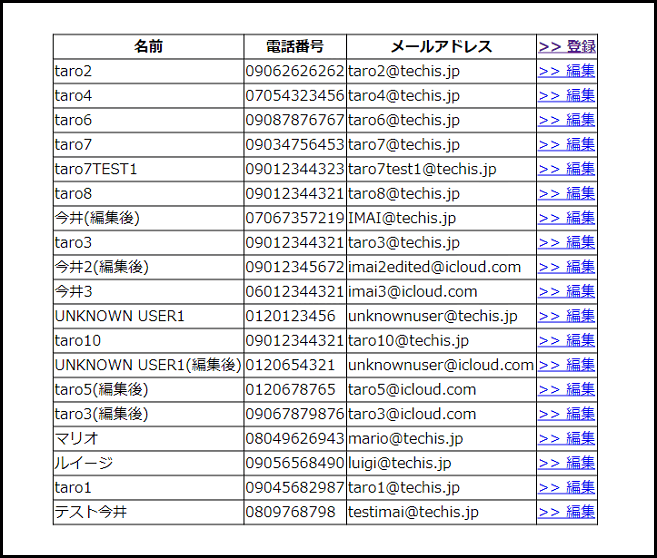 名前 電話番号 メールアドレス >> 登録
taro2 09062626262 taro2@techis.jp >> 編集
taro4 07054323456 taro4@techis.jp >> 編集
taro6 09087876767 taro6@techis.jp >> 編集
taro7 09034756453 taro7@techis.jp >> 編集
taro7TEST1 09012344323 taro7test1@techis.jp >> 編集
taro8 09012344321 taro8@techis.jp >> 編集
今井(編集後) 07067357219 IMAI@techis.jp >> 編集
taro3 09012344321 taro3@techis.jp >> 編集
今井2(編集後) 09012345672 imai2edited@icloud.com >> 編集
今井3 06012344321 imai3@icloud.com >> 編集
UNKNOWN USER1 0120123456 unknownuser@techis.jp >> 編集
taro10 09012344321 taro10@techis.jp >> 編集
UNKNOWN USER1(編集後) 0120654321 unknownuser@icloud.com >> 編集
taro5(編集後) 0120678765 taro5@icloud.com >> 編集
taro3(編集後) 09067879876 taro3@icloud.com >> 編集
マリオ 08049626943 mario@techis.jp >> 編集
ルイージ 09056568490 luigi@techis.jp >> 編集
taro1 09045682987 taro1@techis.jp >> 編集
テスト今井 0809768798 testimai@techis.jp >> 編集